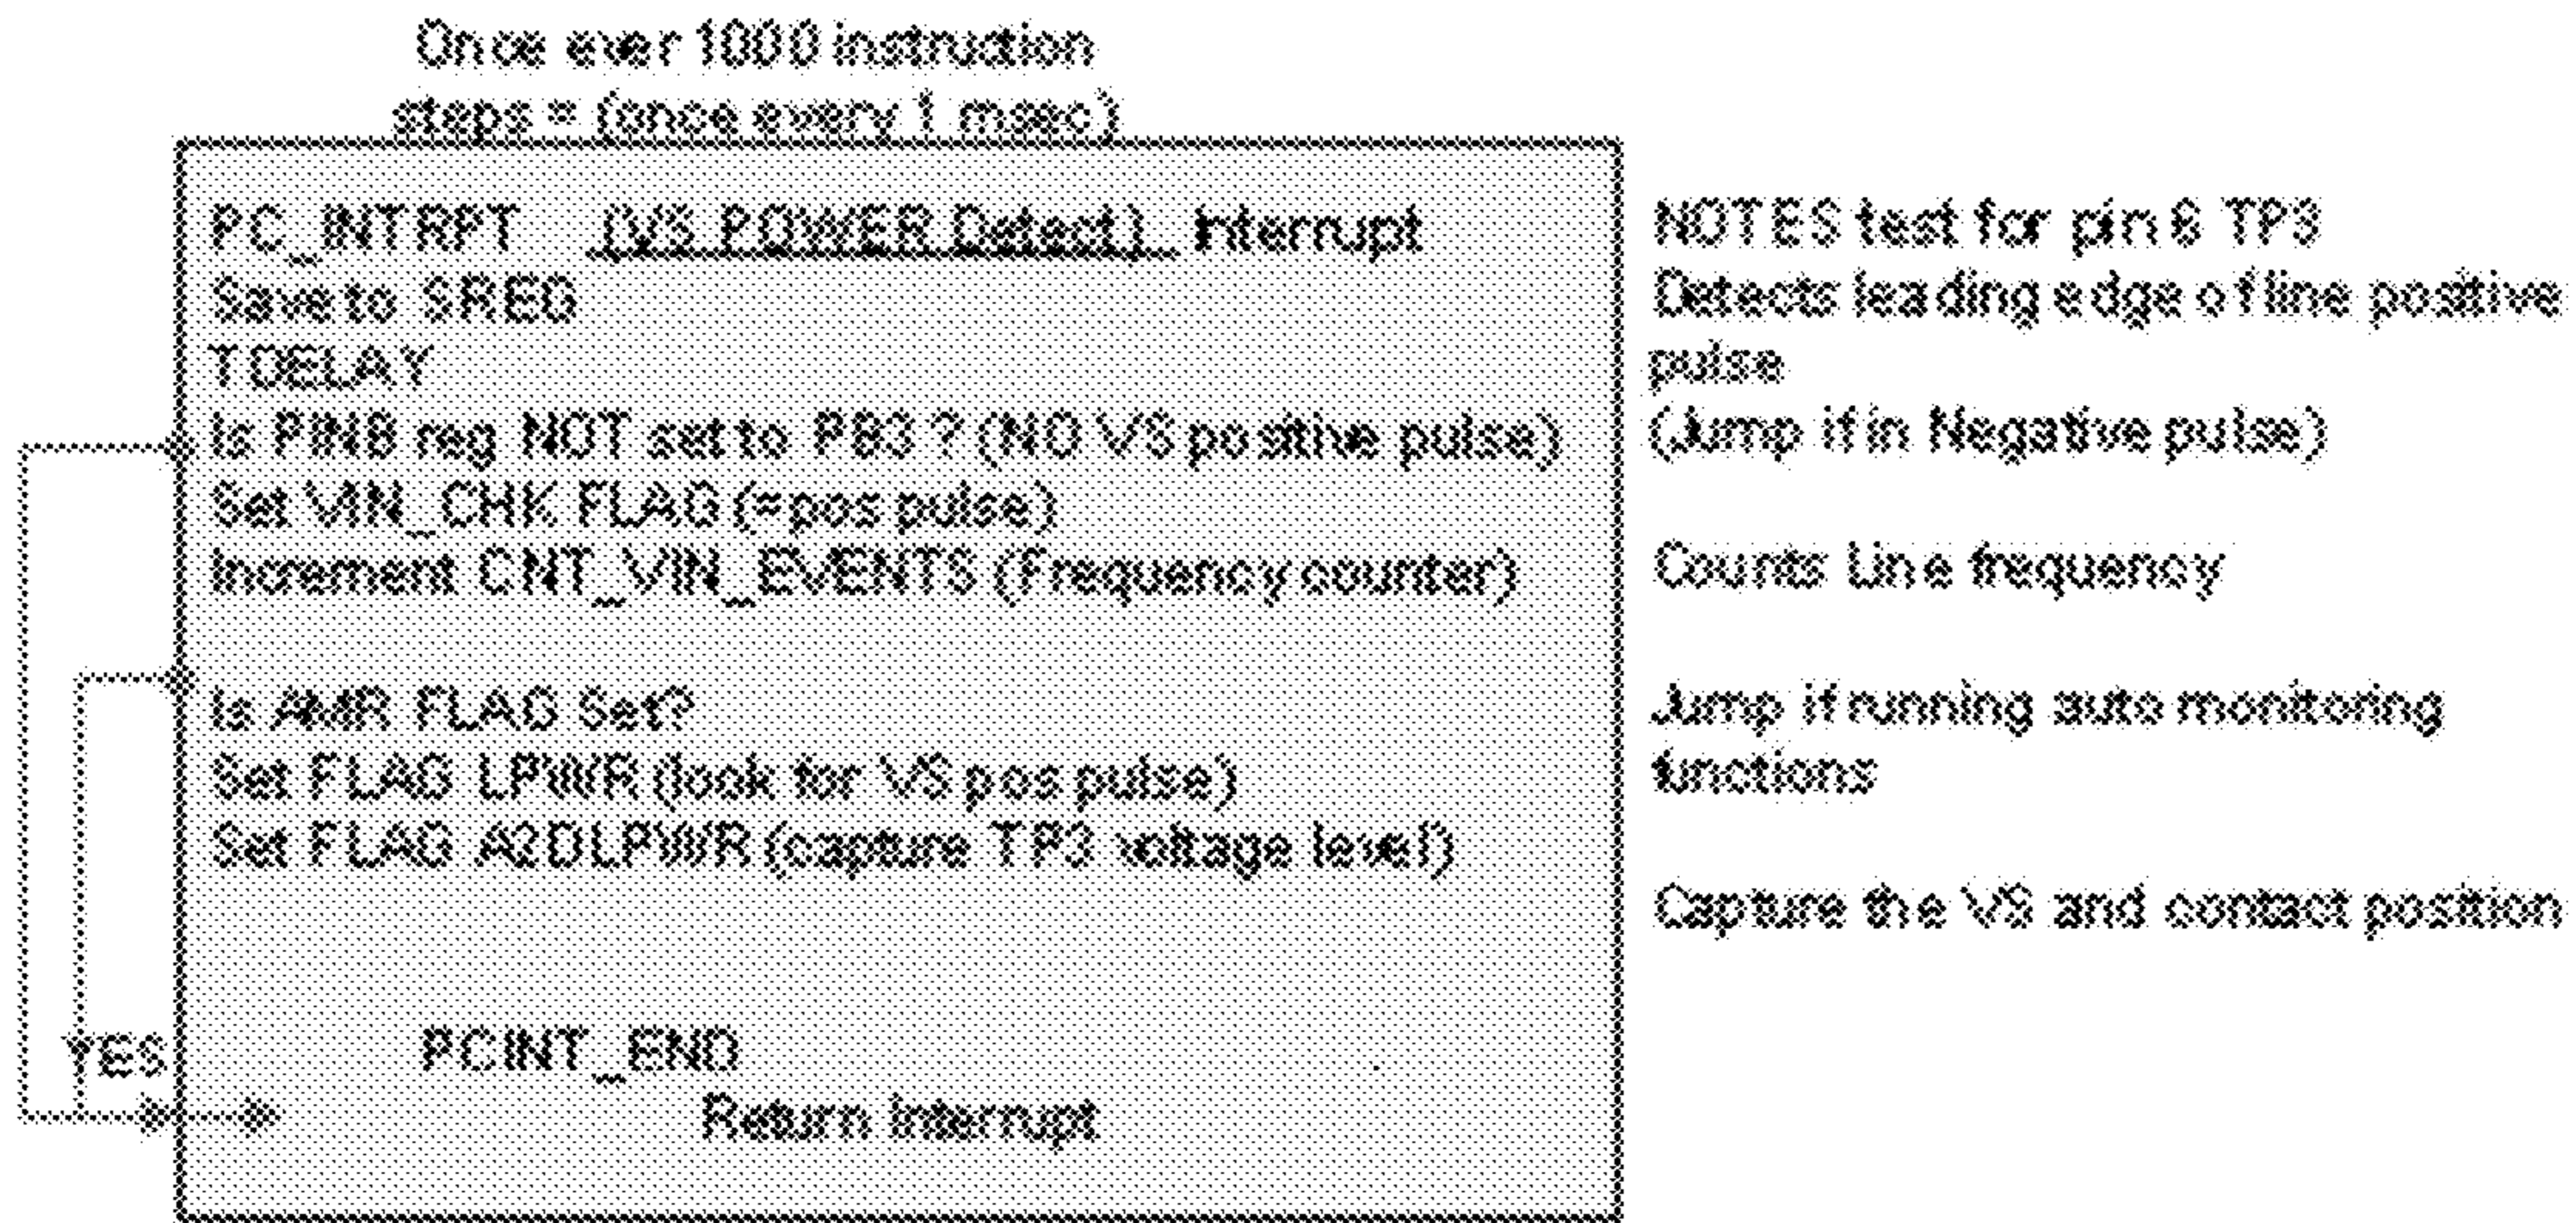 Once ever 1000 instruction
steps = (once every 1 msec)
PC_INTRPT (VS POWER Detect) Interrupt
Save to SREG
TDELAY
Is PINB reg NOT set to PB3 ? (NO VS positive pulse)
Set VIN_CHK FLAG (=pos pulse)
Increment CNT_VIN_EVENTS (Frequency counter)
Is AMR FLAG Set?
Set FLAG LPWR (look for VS pos pulse)
Set FLAG A2DLPWR (capture TP3 voltage level)
YES
PCINT_END
Return Interrupt
NOTES test for pin 6 TP3
Detects leading edge of line positive
pulse
(Jump if in Negative pulse)
Counts Line frequency
Jump if running auto monitoring
functions
Capture the VS and contact position